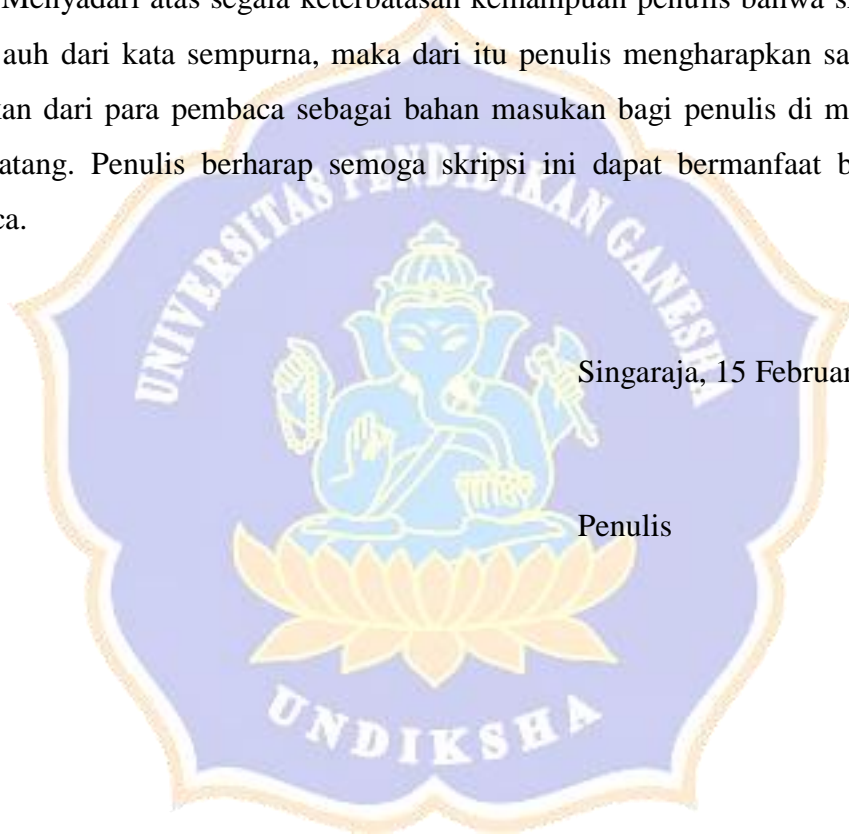 Menyadari atas segala keterbatasan kemampuan penulis bahwa
auh dari kata sempurna, maka dari itu penulis mengharapkan sa
kan dari para pembaca sebagai bahan masukan bagi penulis di m
atang. Penulis berharap semoga skripsi ini dapat bermanfaat b
ca.
UNIVERSITAS PENDIDIKAN GANESHA
Singaraja, 15 Februar
Penulis
UNDIKSHA